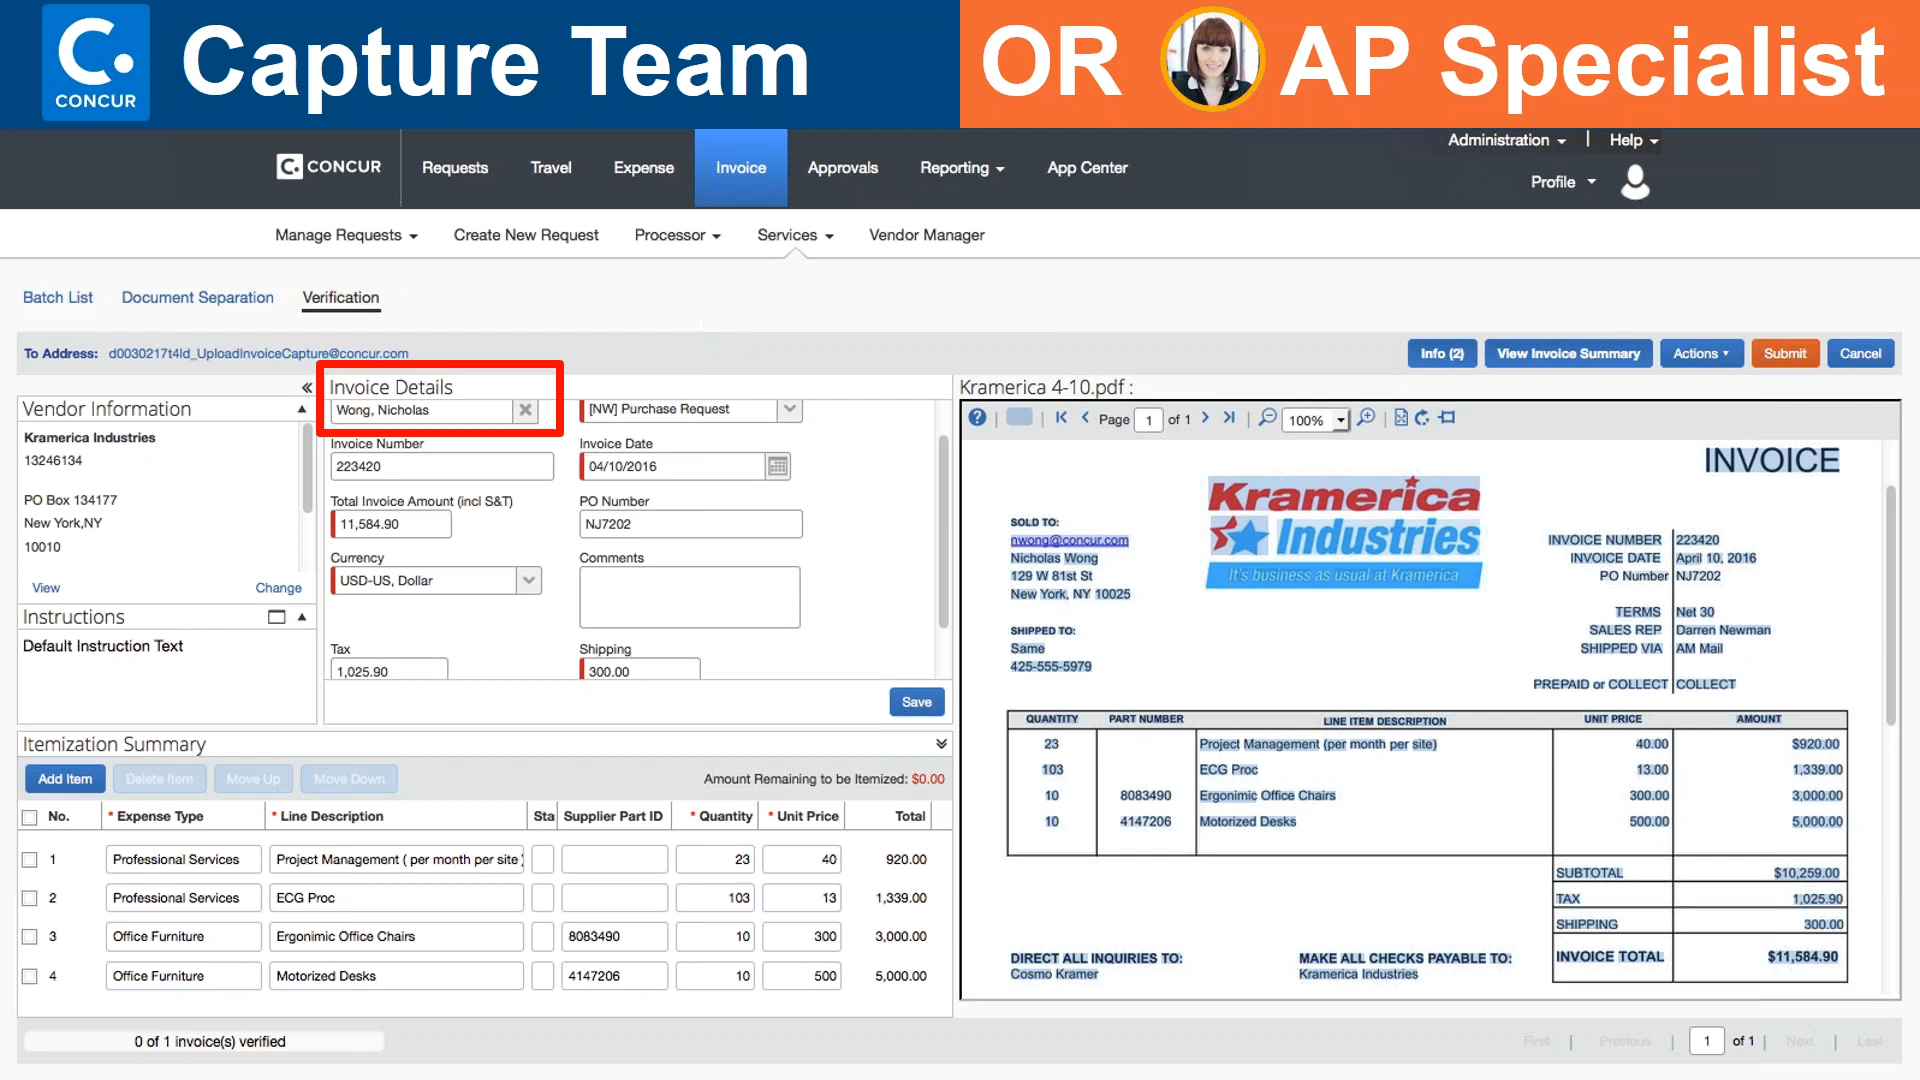 CONCUR
Capture Team
OR AP Specialist
Administration | Help
CONCUR Requests Travel Expense Invoice Approvals Reporting App Center
Profile
Manage Requests Create New Request Processor Services Vendor Manager
Batch List Document Separation Verification
To Address: d0030217t4ld_UploadInvoiceCapture@concur.com
Info (2) View Invoice Summary Actions Submit Cancel
Vendor Information
Kramerica Industries
13246134
PO Box 134177
New York,NY
10010
View Change
Instructions
Default Instruction Text
Invoice Details
Wong, Nicholas [NW] Purchase Request
Invoice Number Invoice Date
223420 04/10/2016
Total Invoice Amount (incl S&T) PO Number
11,584.90 NJ7202
Currency Comments
USD-US, Dollar
Tax Shipping
1,025.90 300.00
Save
Itemization Summary
Add Item Delete Item Move Up Move Down Amount Remaining to be Itemized: $0.00
No. * Expense Type * Line Description Sta Supplier Part ID * Quantity * Unit Price Total
1 Professional Services Project Management ( per month per site ) 23 40 920.00
2 Professional Services ECG Proc 103 13 1,339.00
3 Office Furniture Ergonimic Office Chairs 8083490 10 300 3,000.00
4 Office Furniture Motorized Desks 4147206 10 500 5,000.00
0 of 1 invoice(s) verified
Kramerica 4-10.pdf :
Page 1 of 1 100%
INVOICE
Kramerica
Industries
It's business as usual at Kramerica
SOLD TO:
nwong@concur.com
Nicholas Wong
129 W 81st St
New York, NY 10025
SHIPPED TO:
Same
425-555-5979
INVOICE NUMBER 223420
INVOICE DATE April 10, 2016
PO Number NJ7202
TERMS Net 30
SALES REP Darren Newman
SHIPPED VIA AM Mail
PREPAID or COLLECT COLLECT
QUANTITY PART NUMBER LINE ITEM DESCRIPTION UNIT PRICE AMOUNT
23 Project Management (per month per site) 40.00 $920.00
103 ECG Proc 13.00 1,339.00
10 8083490 Ergonimic Office Chairs 300.00 3,000.00
10 4147206 Motorized Desks 500.00 5,000.00
SUBTOTAL $10,259.00
TAX 1,025.90
SHIPPING 300.00
INVOICE TOTAL $11,584.90
DIRECT ALL INQUIRIES TO:
Cosmo Kramer
MAKE ALL CHECKS PAYABLE TO:
Kramerica Industries
First | Previous | 1 of 1 | Next | Last